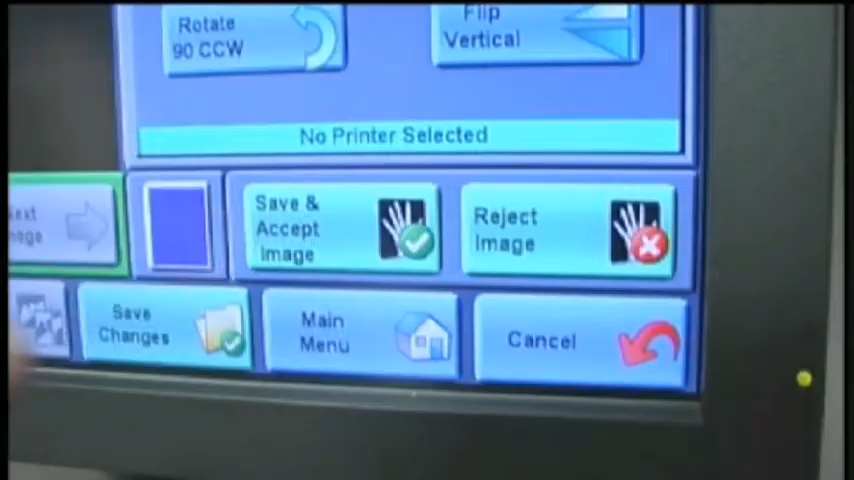 Rotate
90 CCW
Flip
Vertical
No Printer Selected
Save &
Accept
Image
Reject
Image
Save
Changes
Main
Menu
Cancel